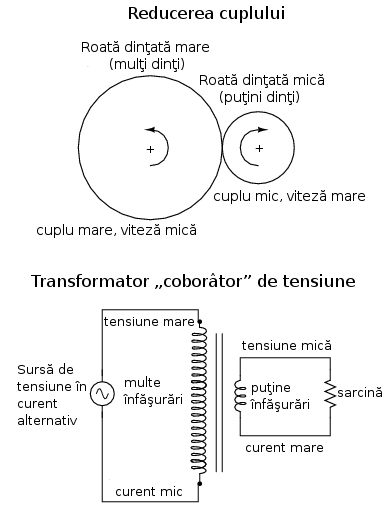 Reducerea cuplului
Roată dinţată mare
(mulţi dinţi)
Roată dinţată mică
(puţini dinţi)
cuplu mic, viteză mare
cuplu mare, viteză mică
Transformator „coborâtor” de tensiune
tensiune mare
tensiune mică
Sursă de
tensiune în
curent
alternativ
multe
înfăşurări
puţine
înfăşurări
sarcină
curent mare
curent mic